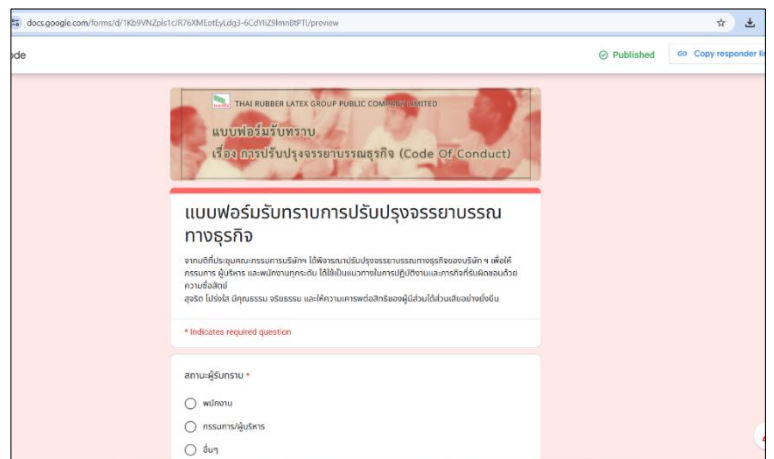 docs.google.com/forms/d/1Kb9VNZpls1cJR76XMEotEyLdg3-6CdYIiZ9lmnBtPTI/preview
ode
Published
Copy responder lin
THAI RUBBER LATEX GROUP PUBLIC COMPANY LIMITED
แบบฟอร์มรับทราบ
เรื่อง การปรับปรุงจรรยาบรรณธุรกิจ (Code Of Conduct)
แบบฟอร์มรับทราบการปรับปรุงจรรยาบรรณ
ทางธุรกิจ
จากมติที่ประชุมคณะกรรมการบริษัทฯ ได้พิจารณาปรับปรุงจรรยาบรรณทางธุรกิจของบริษัท ฯ เพื่อให้
กรรมการ ผู้บริหาร และพนักงานทุกระดับ ได้ใช้เป็นแนวทางในการปฏิบัติงานและภารกิจที่รับผิดชอบด้วย
ความซื่อสัตย์
สุจริต โปร่งใส มีคุณธรรม จริยธรรม และให้ความเคารพต่อสิทธิของผู้มีส่วนได้ส่วนเสียอย่างยั่งยืน
* Indicates required question
สถานะผู้รับทราบ *
พนักงาน
กรรมการ/ผู้บริหาร
อื่นๆ